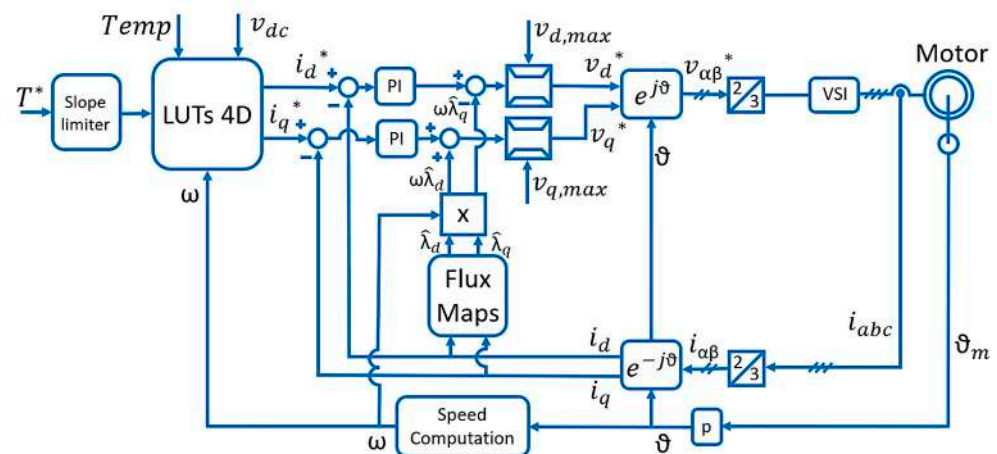 Temp
v_dc
v_d,max
Motor
T*
Slope
limiter
LUTs 4D
i_d*
+
−
PI
+
−
v_d*
e^jϑ
v_αβ*
2
3
VSI
ωλ̂_q
i_q*
+
−
PI
+
+
v_q*
ωλ̂_d
v_q,max
ϑ
ω
x
λ̂_d
λ̂_q
Flux
Maps
i_abc
ϑ_m
i_d
e^−jϑ
i_αβ
2
3
i_q
Speed
Computation
ω
ϑ
p